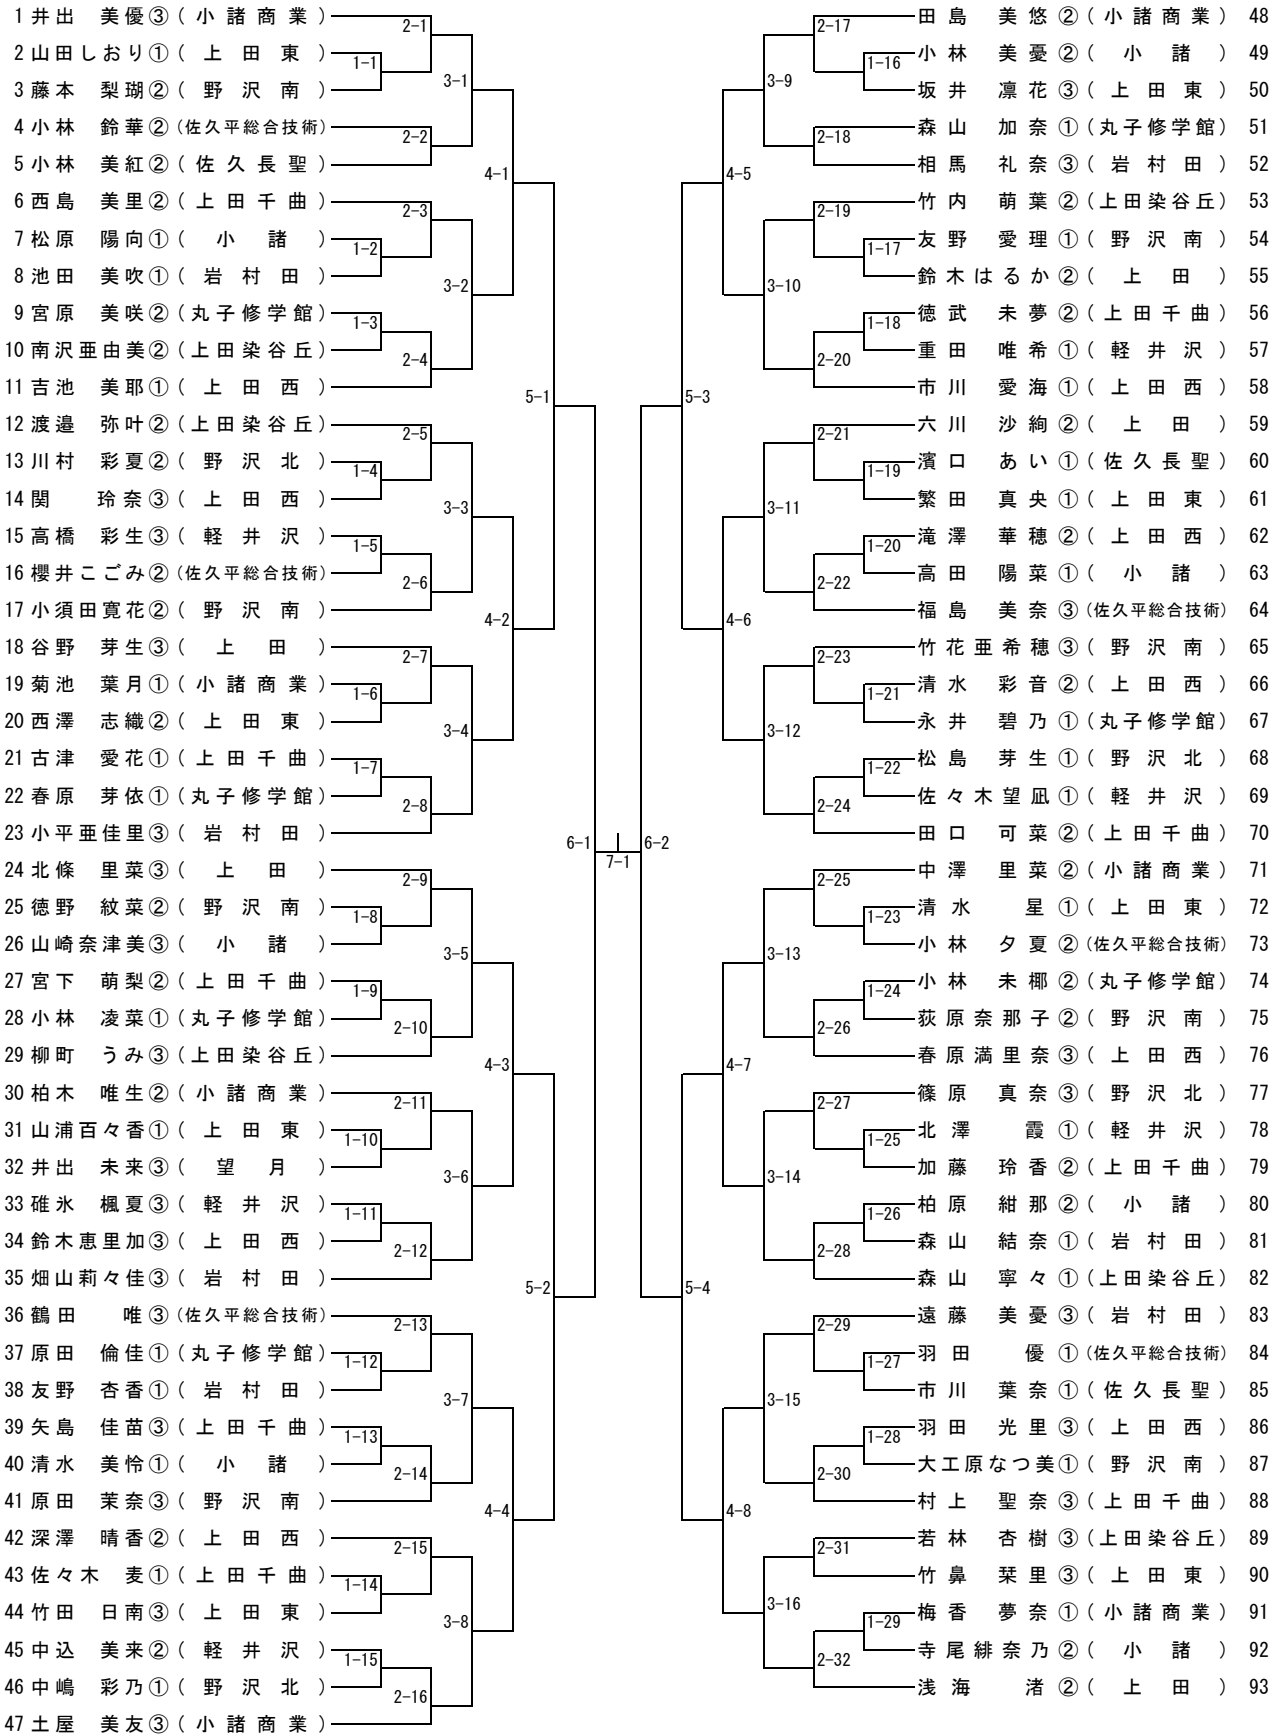 1 井出 美優③(小諸商業)
2 山田しおり①(上田東)
3 藤本 梨瑚②(野沢南)
4 小林 鈴華②(佐久平総合技術)
5 小林 美紅②(佐久長聖)
6 西島 美里②(上田千曲)
7 松原 陽向①(小諸)
8 池田 美吹①(岩村田)
9 宮原 美咲②(丸子修学館)
10 南沢亜由美②(上田染谷丘)
11 吉池 美耶①(上田西)
12 渡邉 弥叶②(上田染谷丘)
13 川村 彩夏②(野沢北)
14 関 玲奈③(上田西)
15 高橋 彩生③(軽井沢)
16 櫻井こごみ②(佐久平総合技術)
17 小須田寛花②(野沢南)
18 谷野 芽生③(上田)
19 菊池 葉月①(小諸商業)
20 西澤 志織②(上田東)
21 古津 愛花①(上田千曲)
22 春原 芽依①(丸子修学館)
23 小平亜佳里③(岩村田)
24 北條 里菜③(上田)
25 徳野 紋菜②(野沢南)
26 山崎奈津美③(小諸)
27 宮下 萌梨②(上田千曲)
28 小林 凌菜①(丸子修学館)
29 柳町 うみ③(上田染谷丘)
30 柏木 唯生②(小諸商業)
31 山浦百々香①(上田東)
32 井出 未来③(望月)
33 碓氷 楓夏③(軽井沢)
34 鈴木恵里加③(上田西)
35 畑山莉々佳③(岩村田)
36 鶴田 唯③(佐久平総合技術)
37 原田 倫佳①(丸子修学館)
38 友野 杏香①(岩村田)
39 矢島 佳苗③(上田千曲)
40 清水 美怜①(小諸)
41 原田 茉奈③(野沢南)
42 深澤 晴香②(上田西)
43 佐々木 麦①(上田千曲)
44 竹田 日南③(上田東)
45 中込 美来②(軽井沢)
46 中嶋 彩乃①(野沢北)
47 土屋 美友③(小諸商業)
1-1
1-2
1-3
1-4
1-5
1-6
1-7
1-8
1-9
1-10
1-11
1-12
1-13
1-14
1-15
2-1
2-2
2-3
2-4
2-5
2-6
2-7
2-8
2-9
2-10
2-11
2-12
2-13
2-14
2-15
2-16
3-1
3-2
3-3
3-4
3-5
3-6
3-7
3-8
4-1
4-2
4-3
4-4
5-1
5-2
6-1
7-1
6-2
5-3
5-4
4-5
4-6
4-7
4-8
3-9
3-10
3-11
3-12
3-13
3-14
3-15
3-16
2-17
2-18
2-19
2-20
2-21
2-22
2-23
2-24
2-25
2-26
2-27
2-28
2-29
2-30
2-31
2-32
1-16
1-17
1-18
1-19
1-20
1-21
1-22
1-23
1-24
1-25
1-26
1-27
1-28
1-29
田島 美悠②(小諸商業) 48
小林 美憂②(小諸) 49
坂井 凛花③(上田東) 50
森山 加奈①(丸子修学館) 51
相馬 礼奈③(岩村田) 52
竹内 萌葉②(上田染谷丘) 53
友野 愛理①(野沢南) 54
鈴木はるか②(上田) 55
徳武 未夢②(上田千曲) 56
重田 唯希①(軽井沢) 57
市川 愛海①(上田西) 58
六川 沙絢②(上田) 59
濱口 あい①(佐久長聖) 60
繁田 真央①(上田東) 61
滝澤 華穂②(上田西) 62
高田 陽菜①(小諸) 63
福島 美奈③(佐久平総合技術) 64
竹花亜希穂③(野沢南) 65
清水 彩音②(上田西) 66
永井 碧乃①(丸子修学館) 67
松島 芽生①(野沢北) 68
佐々木望凪①(軽井沢) 69
田口 可菜②(上田千曲) 70
中澤 里菜②(小諸商業) 71
清水 星①(上田東) 72
小林 夕夏②(佐久平総合技術) 73
小林 未椰②(丸子修学館) 74
荻原奈那子②(野沢南) 75
春原満里奈③(上田西) 76
篠原 真奈③(野沢北) 77
北澤 霞①(軽井沢) 78
加藤 玲香②(上田千曲) 79
柏原 紺那②(小諸) 80
森山 結奈①(岩村田) 81
森山 寧々①(上田染谷丘) 82
遠藤 美憂③(岩村田) 83
羽田 優①(佐久平総合技術) 84
市川 葉奈①(佐久長聖) 85
羽田 光里③(上田西) 86
大工原なつ美①(野沢南) 87
村上 聖奈③(上田千曲) 88
若林 杏樹③(上田染谷丘) 89
竹鼻 栞里③(上田東) 90
梅香 夢奈①(小諸商業) 91
寺尾緋奈乃②(小諸) 92
浅海 渚②(上田) 93